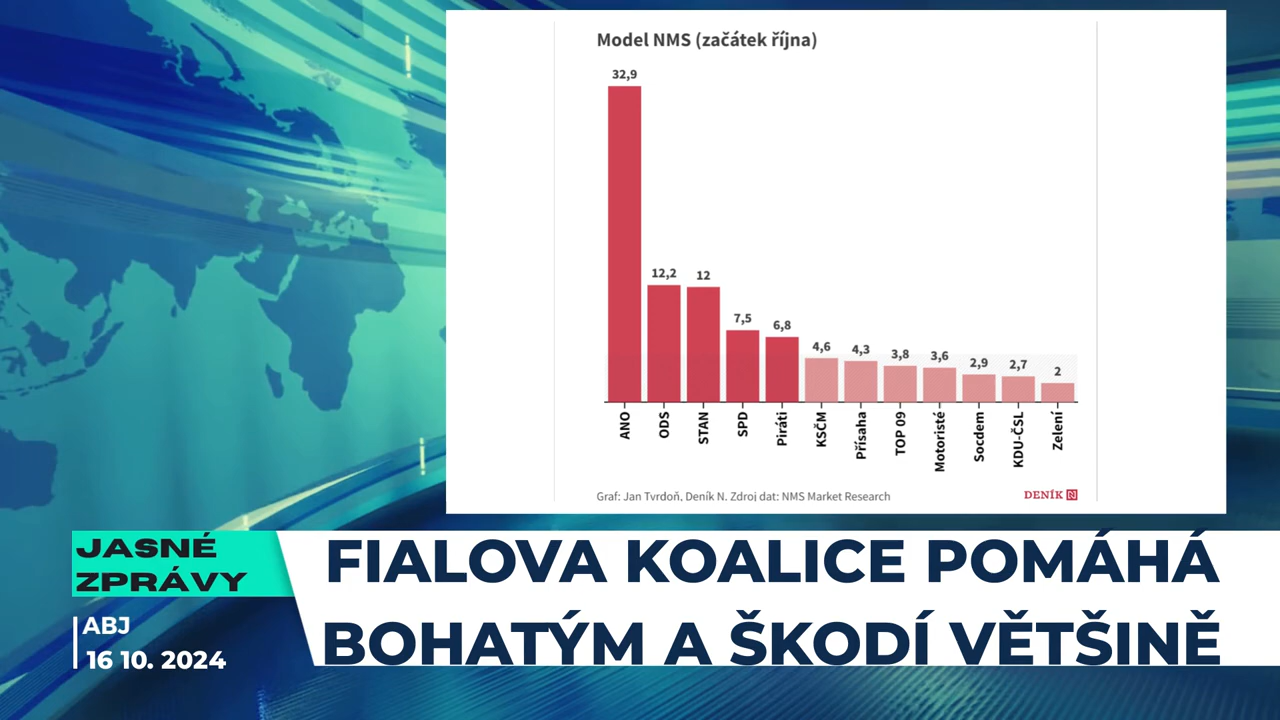 Model NMS (začátek října)
32,9
12,2
12
7,5
6,8
4,6
4,3
3,8
3,6
2,9
2,7
2
ANO
ODS
STAN
SPD
Piráti
KSČM
Přísaha
TOP 09
Motoristé
Socdem
KDU-ČSL
Zelení
Graf: Jan Tvrdoň, Deník N. Zdroj dat: NMS Market Research
DENÍK N
JASNÉ
ZPRÁVY
ABJ
16 10. 2024
FIALOVA KOALICE POMÁHÁ
BOHATÝM A ŠKODÍ VĚTŠINĚ